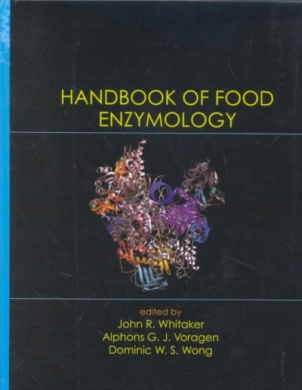 HANDBOOK OF FOOD
ENZYMOLOGY
edited by
John R. Whitaker
Alphons G. J. Voragen
Dominic W. S. Wong